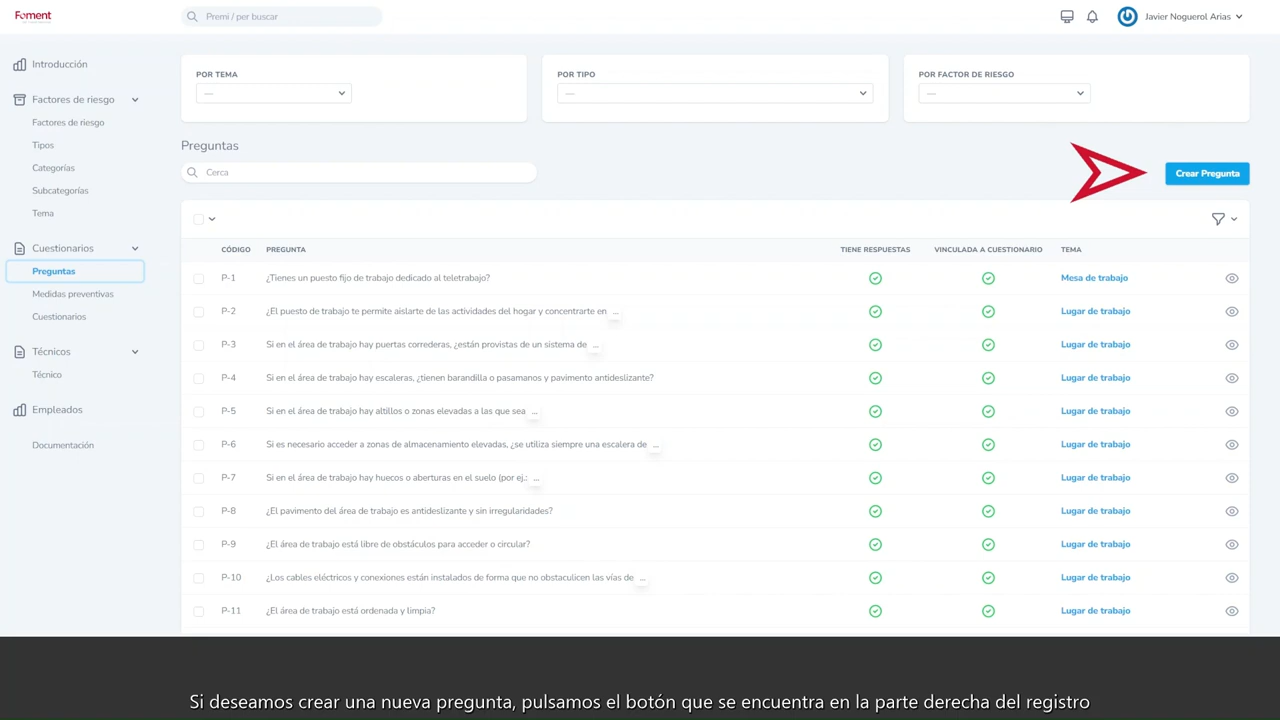 Foment
Premi / per buscar
Javier Noguerol Arias
Introducción
Factores de riesgo
Factores de riesgo
Tipos
Categorías
Subcategorías
Tema
Cuestionarios
Preguntas
Medidas preventivas
Cuestionarios
Técnicos
Técnico
Empleados
Documentación
POR TEMA
—
POR TIPO
—
POR FACTOR DE RIESGO
—
Preguntas
Cerca
Crear Pregunta
CÓDIGO PREGUNTA TIENE RESPUESTAS VINCULADA A CUESTIONARIO TEMA
P-1 ¿Tienes un puesto fijo de trabajo dedicado al teletrabajo? Mesa de trabajo
P-2 ¿El puesto de trabajo te permite aislarte de las actividades del hogar y concentrarte en ... Lugar de trabajo
P-3 Si en el área de trabajo hay puertas correderas, ¿están provistas de un sistema de ... Lugar de trabajo
P-4 Si en el área de trabajo hay escaleras, ¿tienen barandilla o pasamanos y pavimento antideslizante? Lugar de trabajo
P-5 Si en el área de trabajo hay altillos o zonas elevadas a las que sea ... Lugar de trabajo
P-6 Si es necesario acceder a zonas de almacenamiento elevadas, ¿se utiliza siempre una escalera de ... Lugar de trabajo
P-7 Si en el área de trabajo hay huecos o aberturas en el suelo (por ej.: ... Lugar de trabajo
P-8 ¿El pavimento del área de trabajo es antideslizante y sin irregularidades? Lugar de trabajo
P-9 ¿El área de trabajo está libre de obstáculos para acceder o circular? Lugar de trabajo
P-10 ¿Los cables eléctricos y conexiones están instalados de forma que no obstaculicen las vías de ... Lugar de trabajo
P-11 ¿El área de trabajo está ordenada y limpia? Lugar de trabajo
Si deseamos crear una nueva pregunta, pulsamos el botón que se encuentra en la parte derecha del registro